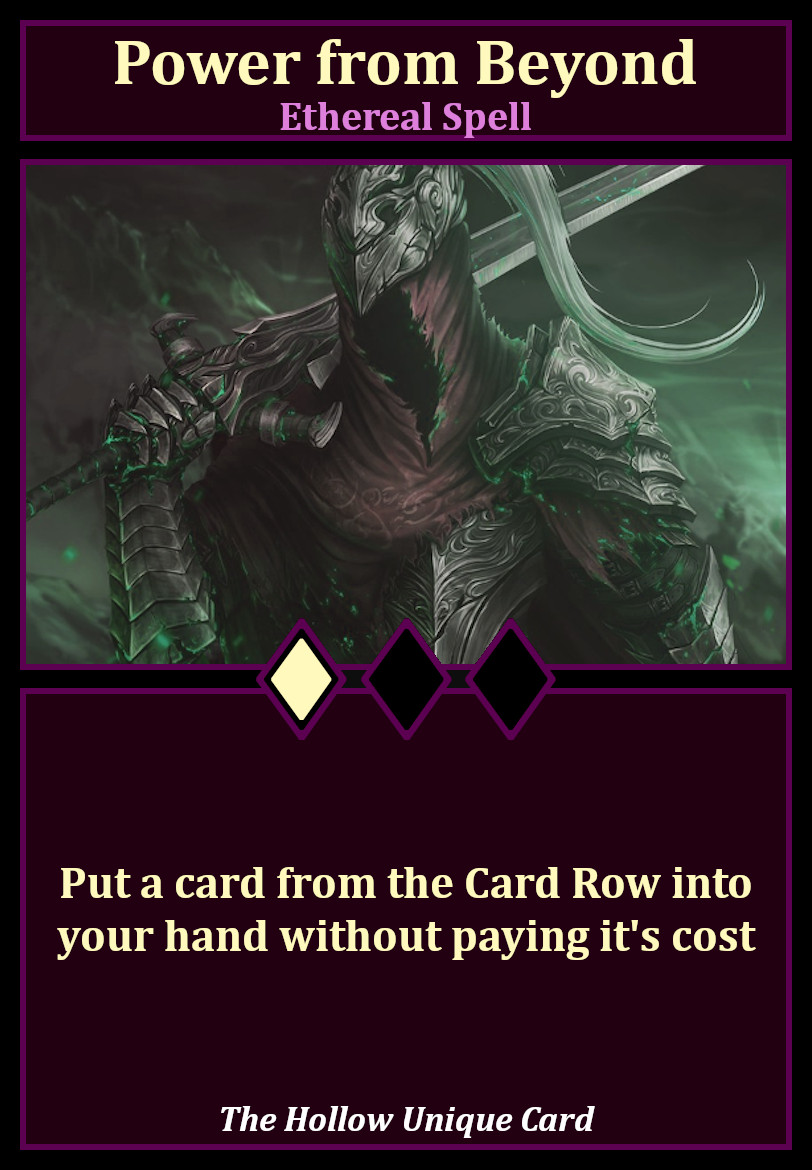 Power from Beyond
Ethereal Spell
Put a card from the Card Row into
your hand without paying it's cost
The Hollow Unique Card